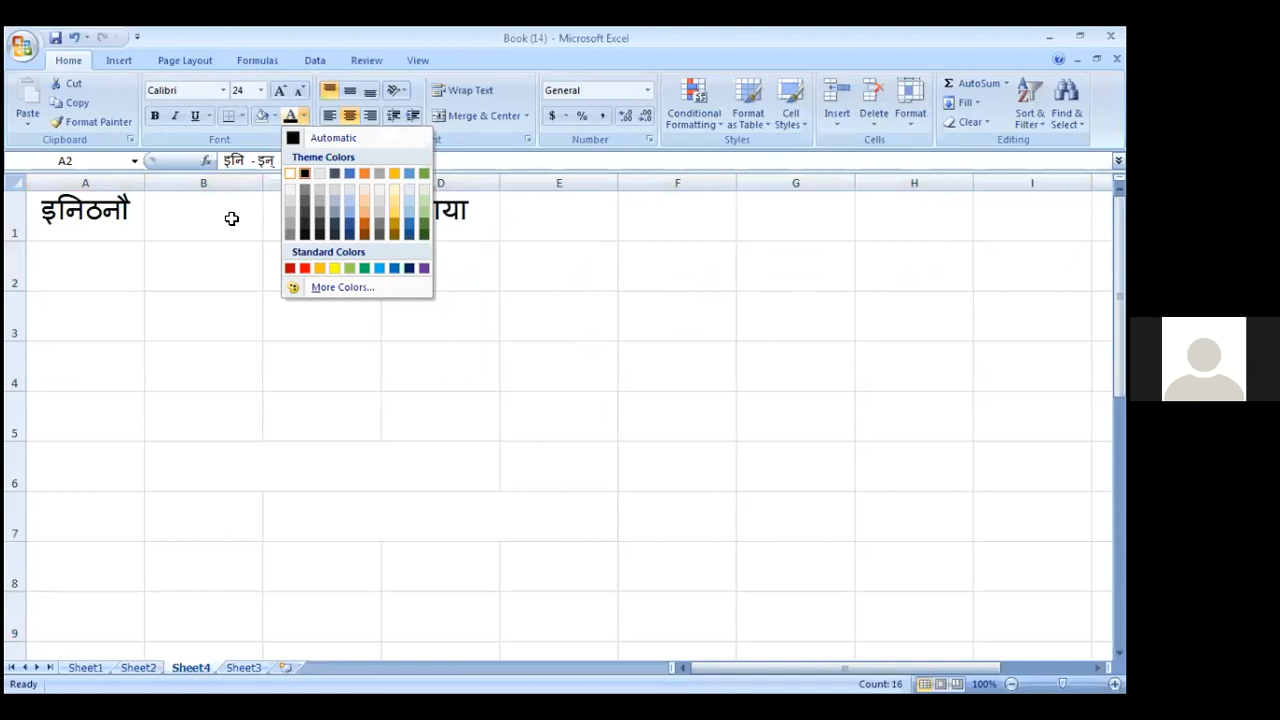 Book (14) - Microsoft Excel
Home Insert Page Layout Formulas Data Review View
Cut
Copy
Format Painter
Paste
Clipboard
Calibri 24
B I U
Font
Wrap Text
Merge & Center
General
$ % ,
Number
Conditional Formatting
Format as Table
Cell Styles
Styles
Insert Delete Format
Cells
AutoSum
Fill
Clear
Sort & Filter
Find & Select
Editing
Automatic
Theme Colors
Standard Colors
More Colors...
A2 fx इनि - इन्
A B D E F G H I
1 इनिठनौ
2
3
4
5
6
7
8
9
Sheet1 Sheet2 Sheet4 Sheet3
Ready Count: 16 100%